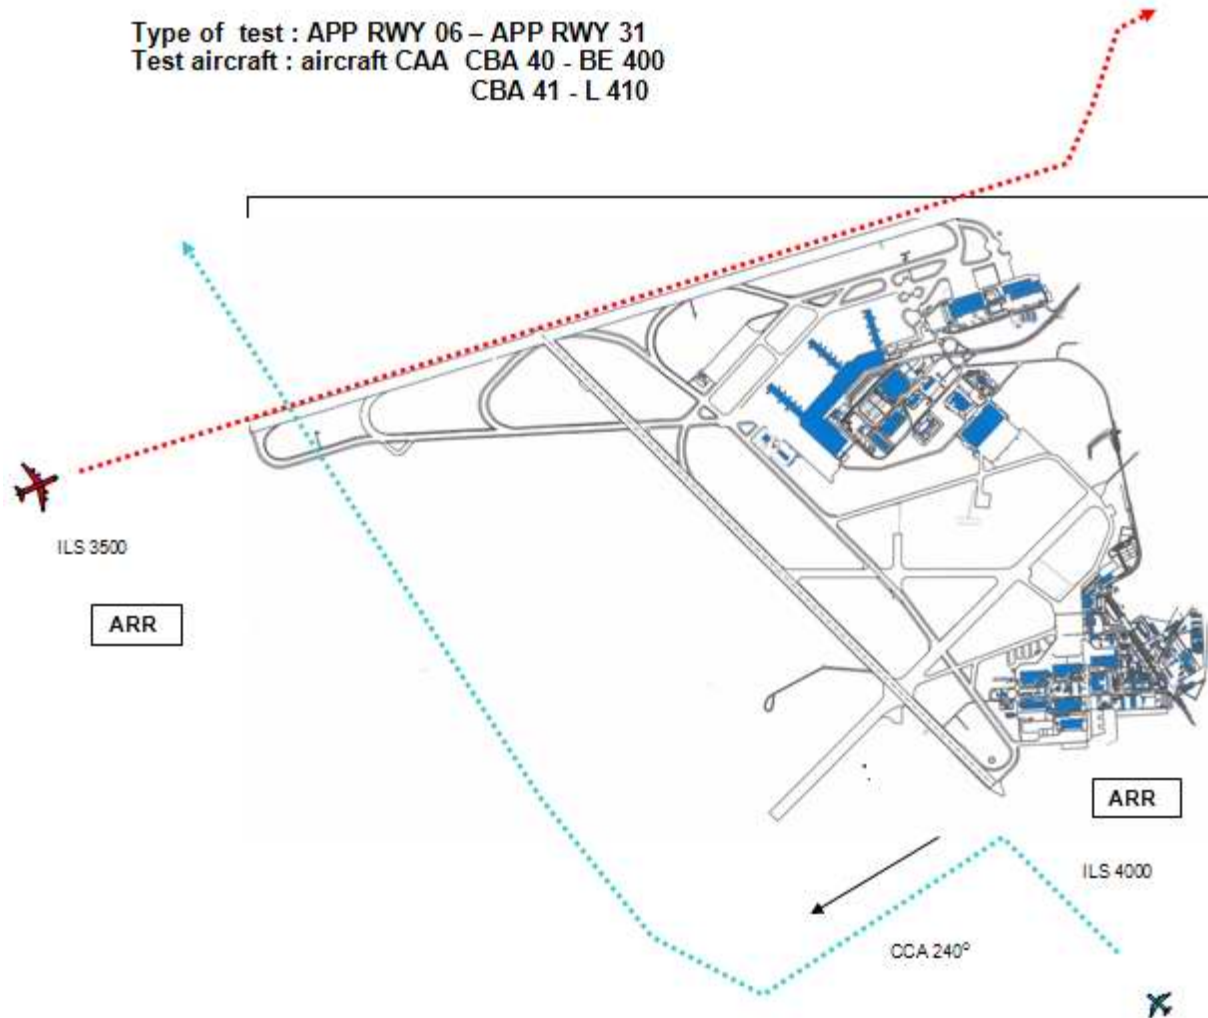 Type of test : APP RWY 06 – APP RWY 31
Test aircraft : aircraft CAA CBA 40 - BE 400
CBA 41 - L 410
ILS 3500
ARR
ARR
ILS 4000
CCA 240°